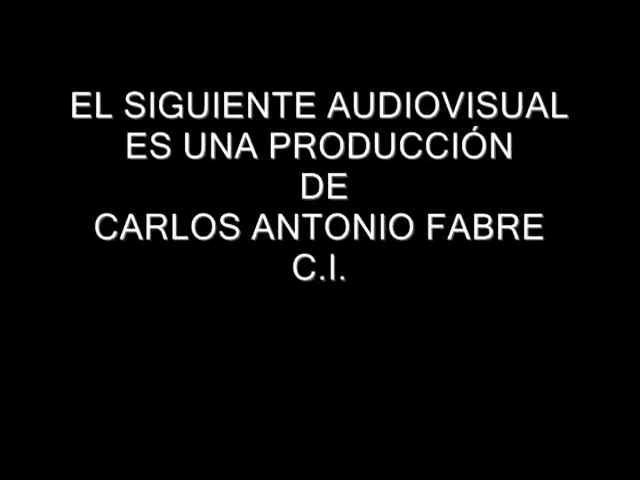 EL SIGUIENTE AUDIOVISUAL
ES UNA PRODUCCIÓN
DE
CARLOS ANTONIO FABRE
C.I.